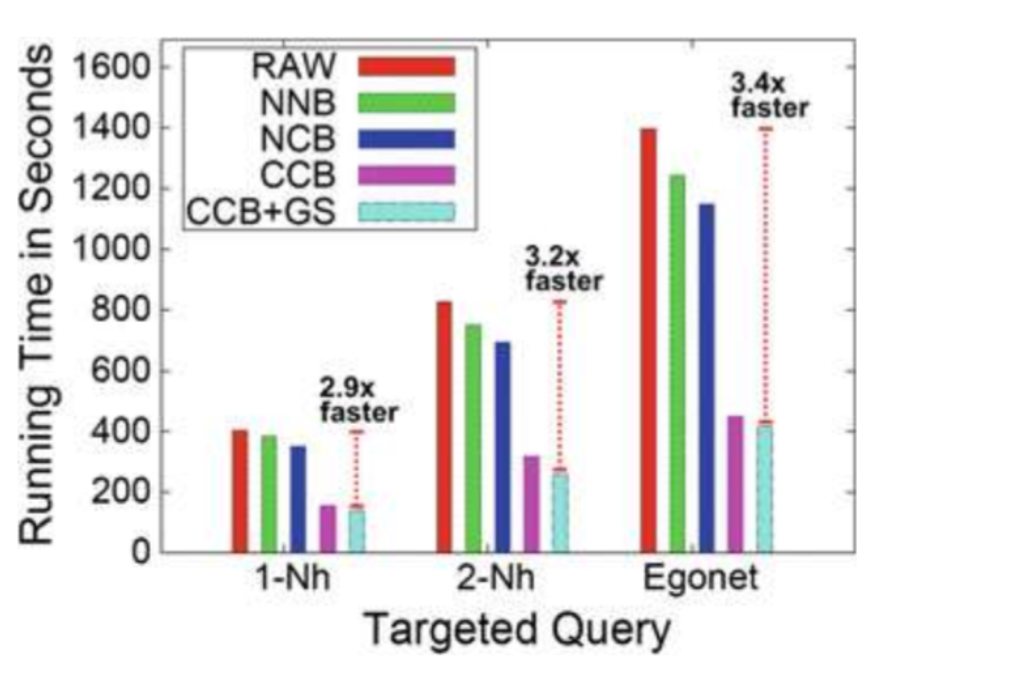 Running Time in Seconds
1600
1400
1200
1000
800
600
400
200
0
RAW
NNB
NCB
CCB
CCB+GS
2.9x
faster
3.2x
faster
3.4x
faster
1-Nh
2-Nh
Egonet
Targeted Query